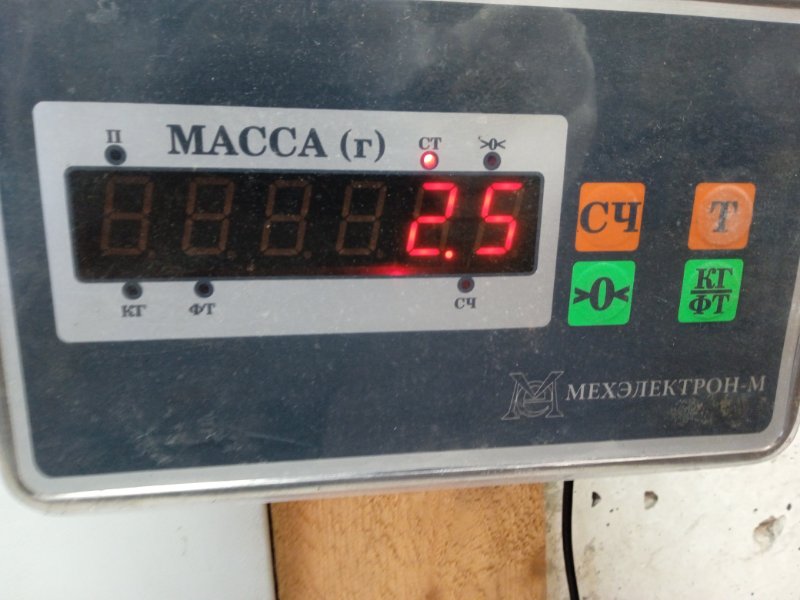 П МАССА (г) СТ >0<
2.5
КГ ФТ СЧ
СЧ Т
>0< КГ/ФТ
МЕХЭЛЕКТРОН-М